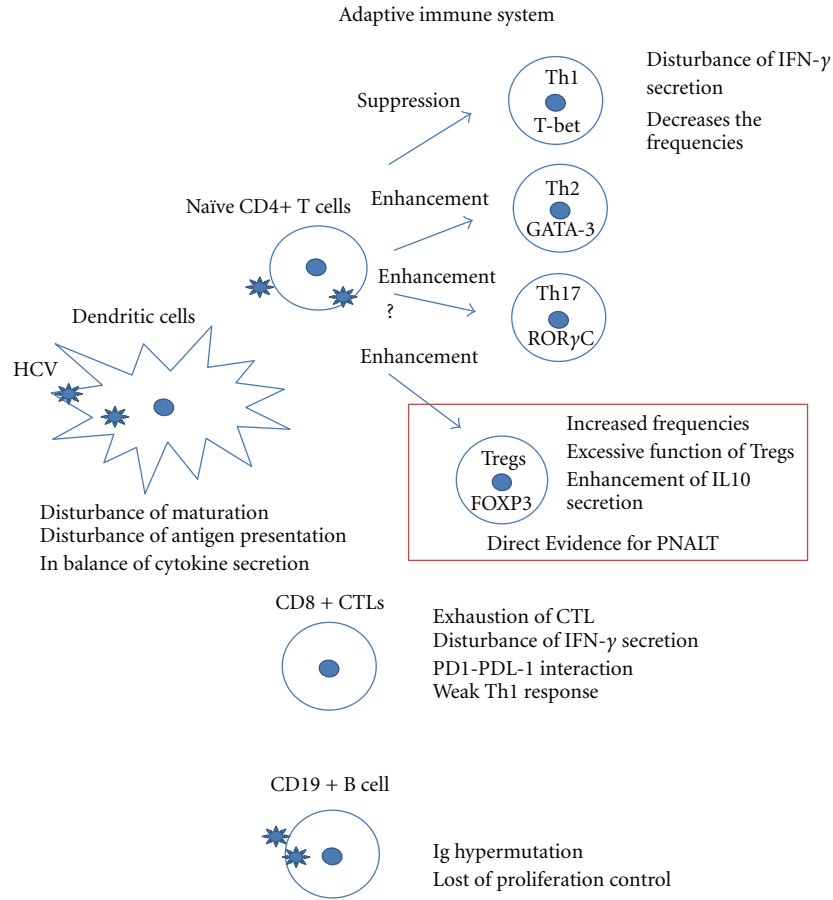 Adaptive immune system
Th1
T-bet
Disturbance of IFN-γ
secretion
Decreases the
frequencies
Suppression
Naïve CD4+ T cells
Enhancement
Th2
GATA-3
Enhancement
?
Th17
RORγC
Dendritic cells
HCV
Enhancement
Tregs
FOXP3
Increased frequencies
Excessive function of Tregs
Enhancement of IL10
secretion
Direct Evidence for PNALT
Disturbance of maturation
Disturbance of antigen presentation
In balance of cytokine secretion
CD8 + CTLs
Exhaustion of CTL
Disturbance of IFN-γ secretion
PD1-PDL-1 interaction
Weak Th1 response
CD19 + B cell
Ig hypermutation
Lost of proliferation control